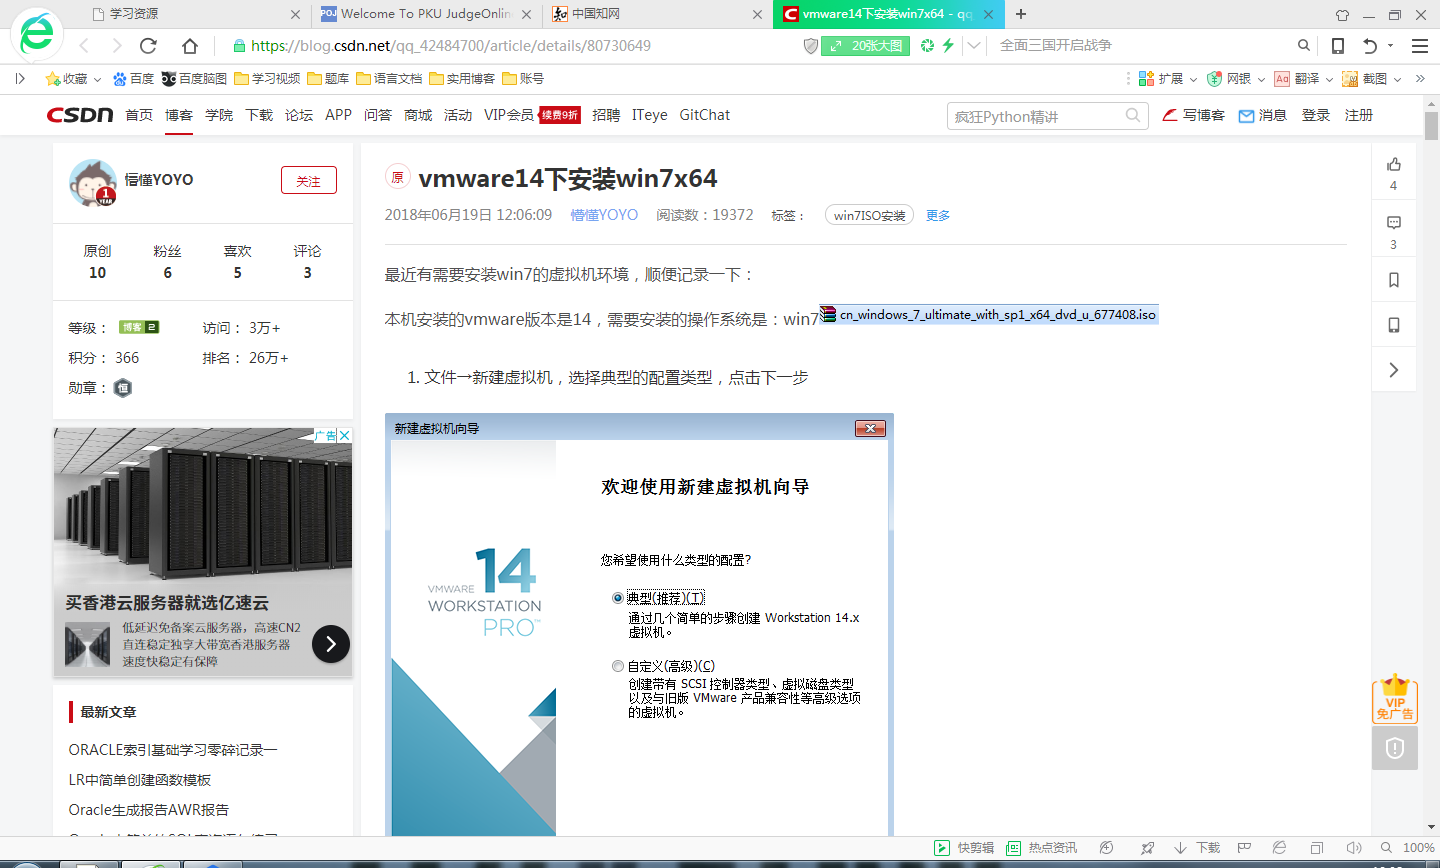 学习资源
POJ Welcome To PKU JudgeOnlin
中国知网
vmware14下安装win7x64 - qq
https://blog.csdn.net/qq_42484700/article/details/80730649
20张大图
全面三国开启战争
收藏
百度
百度脑图
学习视频
题库
语言文档
实用博客
账号
扩展
网银
翻译
截图
CSDN 首页 博客 学院 下载 论坛 APP 问答 商城 活动 VIP会员 续费9折 招聘 ITeye GitChat
疯狂Python精讲
写博客 消息 登录 注册
懵懂YOYO
1 YEAR
关注
原创 粉丝 喜欢 评论
10 6 5 3
等级： 博客 2 访问： 3万+
积分： 366 排名： 26万+
勋章： 恒
广告
买香港云服务器就选亿速云
低延迟免备案云服务器，高速CN2
直连稳定独享大带宽香港服务器
速度快稳定有保障
最新文章
ORACLE索引基础学习零碎记录一
LR中简单创建函数模板
Oracle生成报告AWR报告
原 vmware14下安装win7x64
2018年06月19日 12:06:09 懵懂YOYO 阅读数：19372 标签： win7ISO安装 更多
最近有需要安装win7的虚拟机环境，顺便记录一下：
本机安装的vmware版本是14，需要安装的操作系统是：win7 cn_windows_7_ultimate_with_sp1_x64_dvd_u_677408.iso
1. 文件→新建虚拟机，选择典型的配置类型，点击下一步
新建虚拟机向导
欢迎使用新建虚拟机向导
14
VMWARE
WORKSTATION
PRO™
您希望使用什么类型的配置?
典型(推荐)(T)
通过几个简单的步骤创建 Workstation 14.x
虚拟机。
自定义(高级)(C)
创建带有 SCSI 控制器类型、虚拟磁盘类型
以及与旧版 VMware 产品兼容性等高级选项
的虚拟机。
4
3
VIP
免广告
快剪辑
热点资讯
下载
100%